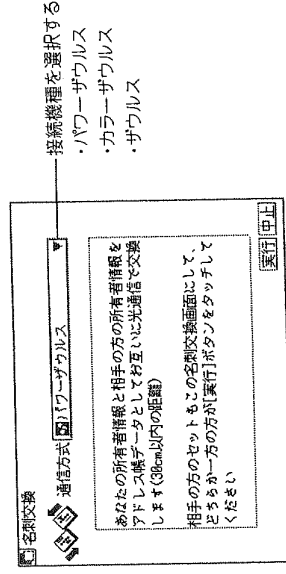 名刺交換
通信方式 パワーザウルス
接続機種を選択する
・パワーザウルス
・カラーザウルス
・ザウルス
あなたの所有者情報と相手の方の所有者情報を
アドレス帳データとしてお互いに光通信で交換
します(30cm以内の距離)
相手の方のセットもこの名刺交換画面にして、
どちらか一方の方が[実行]ボタンをタッチして
ください
実行 中止